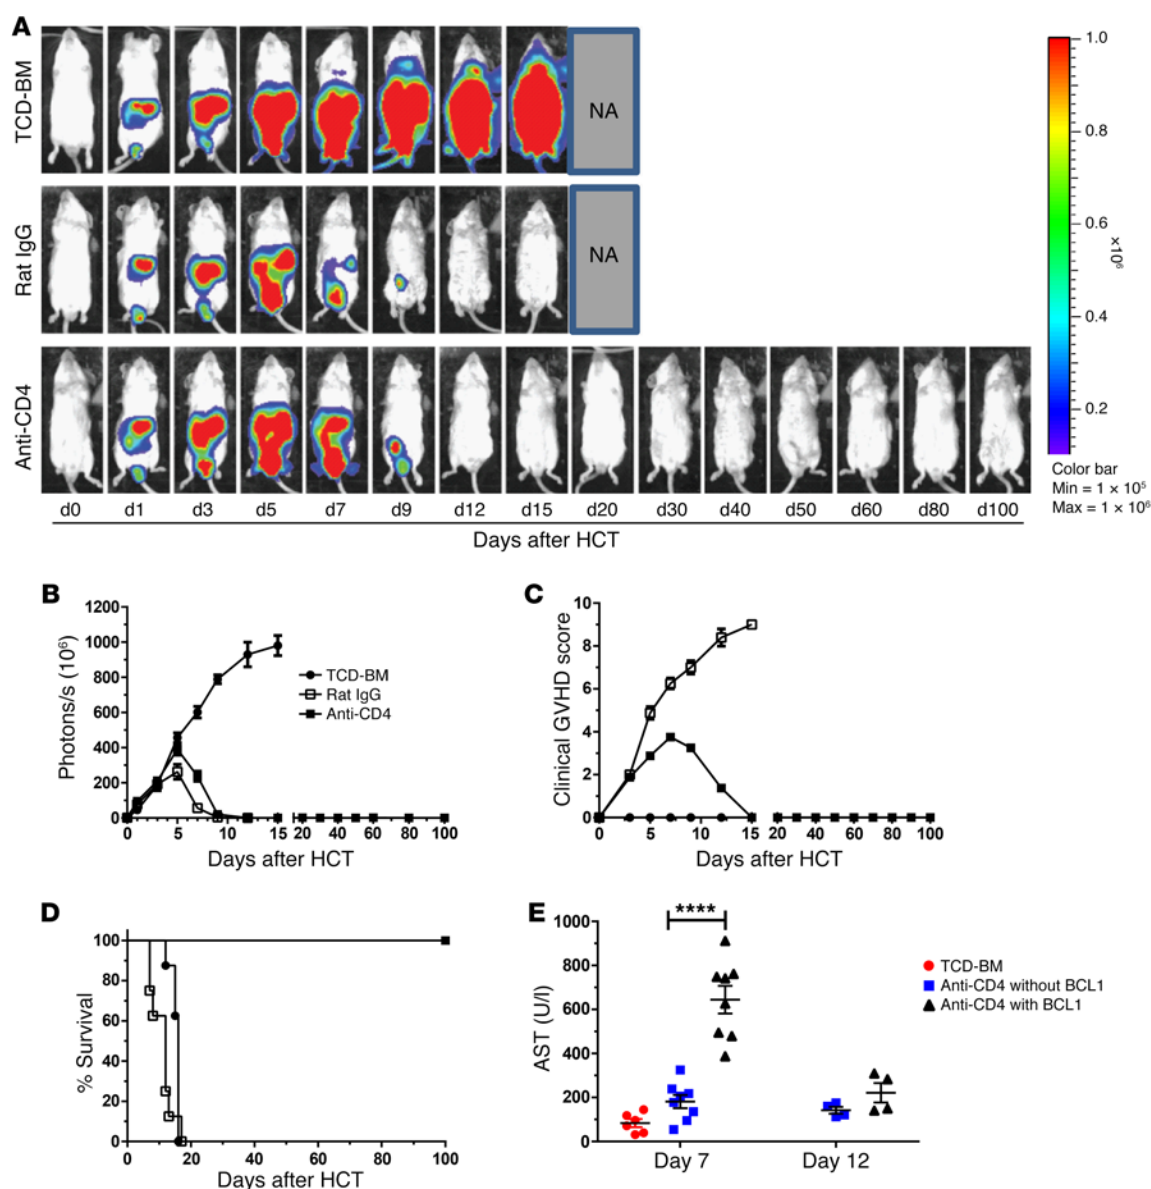 A
TCD-BM
NA
Rat IgG
NA
Anti-CD4
d0 d1 d3 d5 d7 d9 d12 d15 d20 d30 d40 d50 d60 d80 d100
Days after HCT
1.0
0.8
0.6
×10⁶
0.4
0.2
Color bar
Min = 1 × 10⁵
Max = 1 × 10⁶
B
Photons/s (10⁶)
1200
1000
800
600
400
200
0
0 5 10 15 20 40 60 80 100
Days after HCT
TCD-BM
Rat IgG
Anti-CD4
C
Clinical GVHD score
10
8
6
4
2
0
0 5 10 15 20 40 60 80 100
Days after HCT
D
% Survival
100
80
60
40
20
0
0 20 40 60 80 100
Days after HCT
E
AST (U/l)
1000
800
600
400
200
0
****
Day 7 Day 12
TCD-BM
Anti-CD4 without BCL1
Anti-CD4 with BCL1